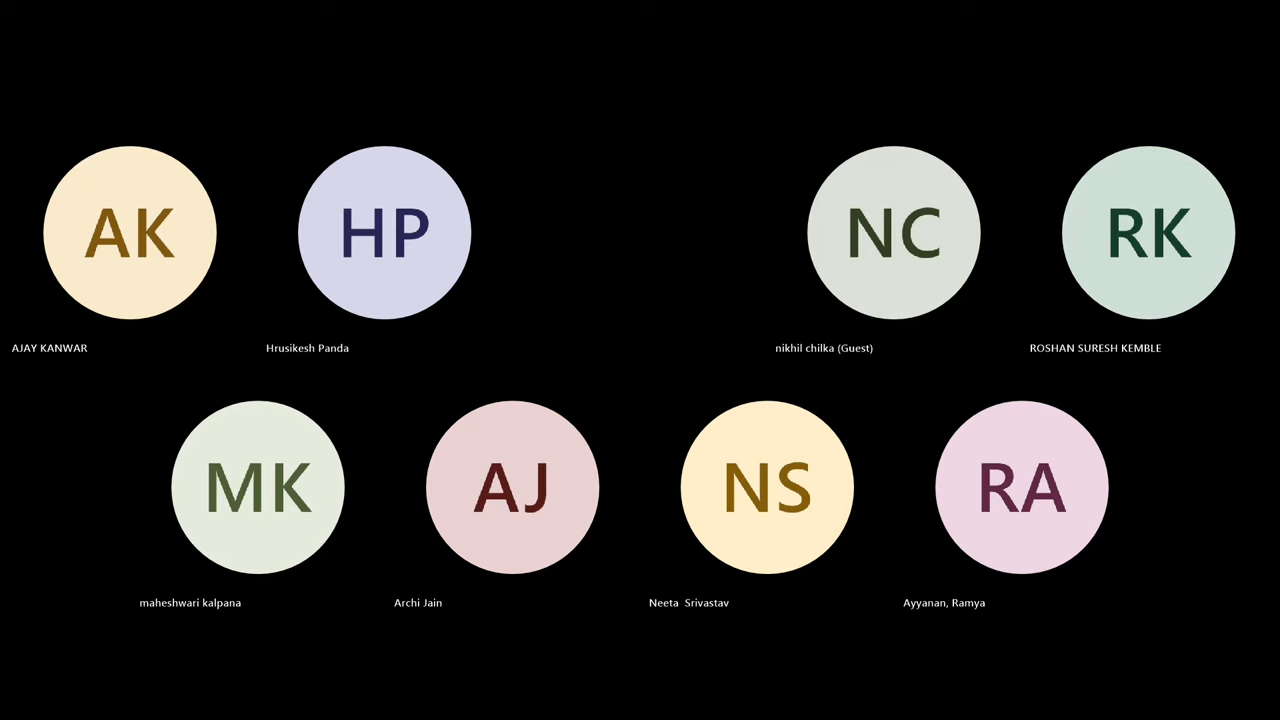 AK HP NC RK
AJAY KANWAR Hrusikesh Panda nikhil chilka (Guest) ROSHAN SURESH KEMBLE
MK AJ NS RA
maheshwari kalpana Archi Jain Neeta  Srivastav Ayyanan, Ramya